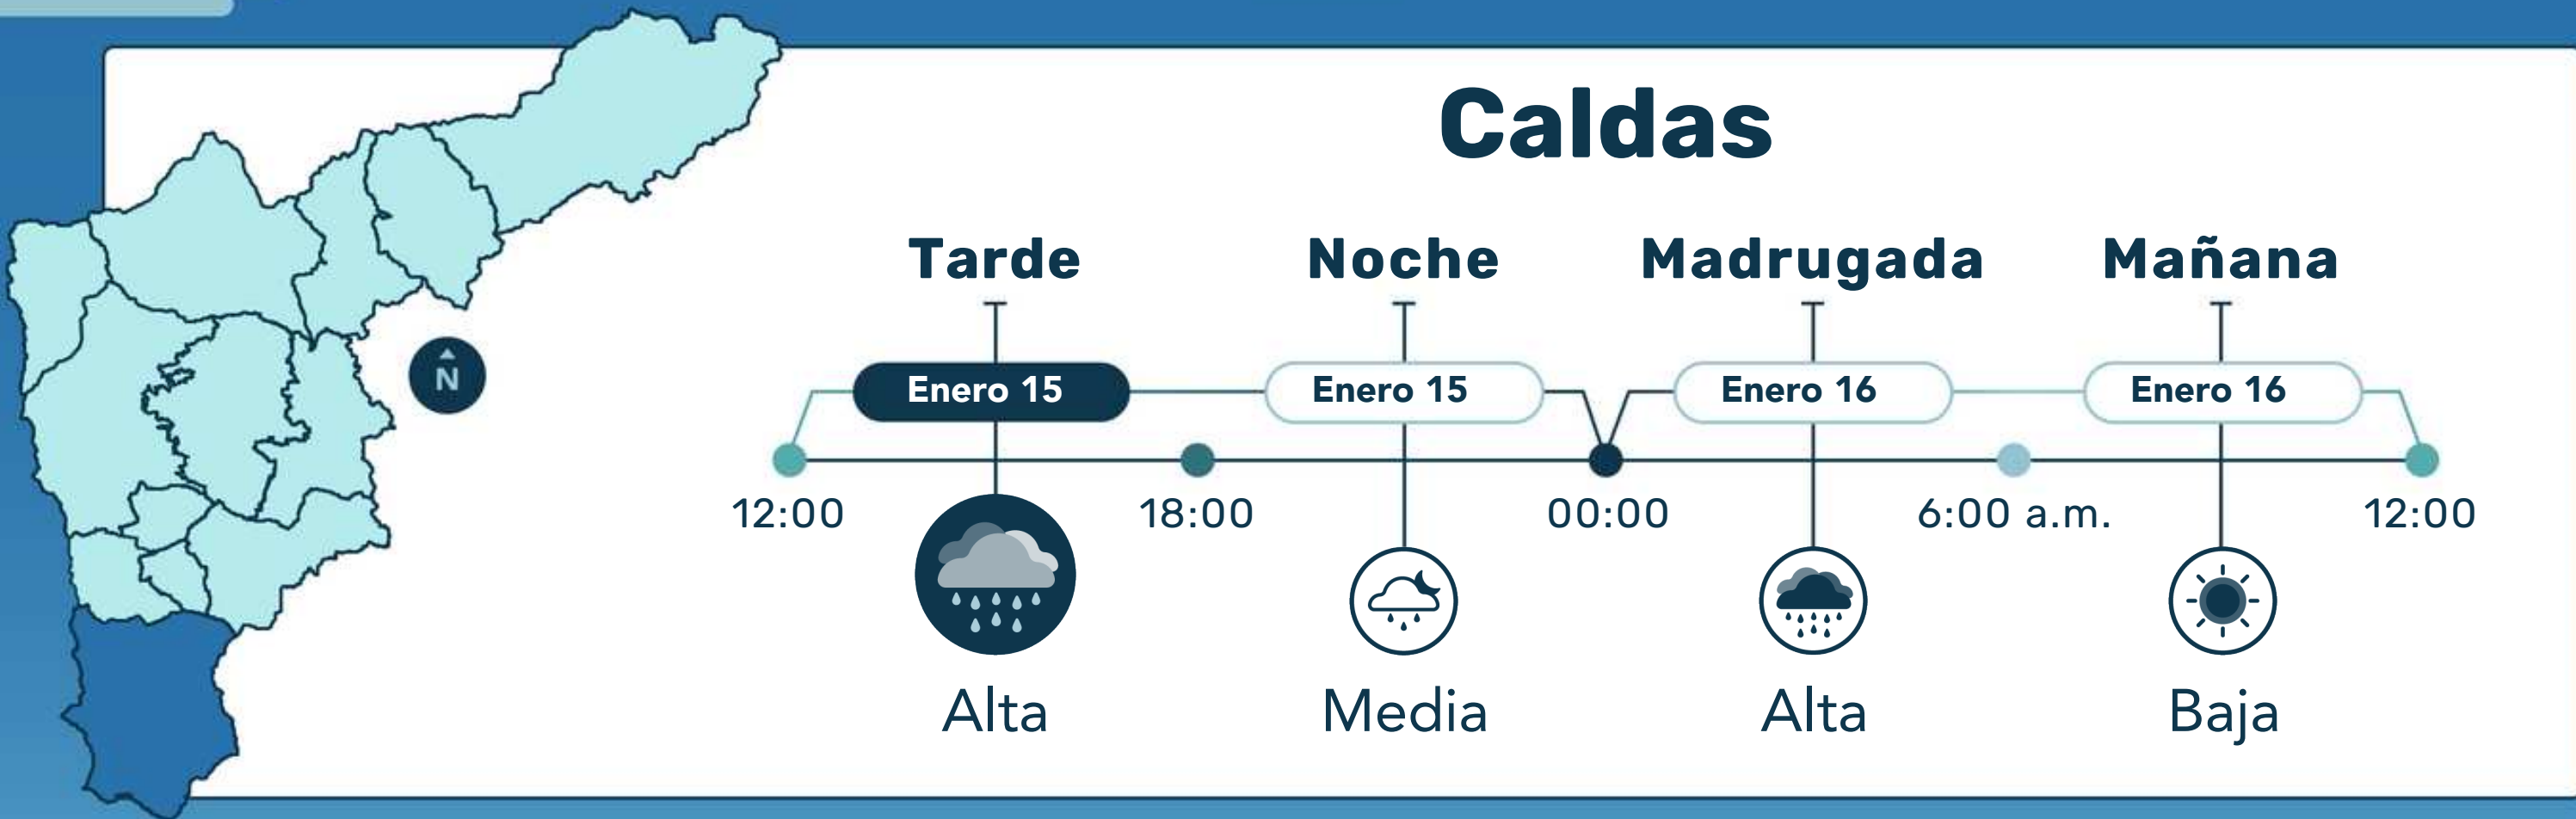 Caldas
Tarde Noche Madrugada Mañana
Enero 15 Enero 15 Enero 16 Enero 16
N
12:00 18:00 00:00 6:00 a.m. 12:00
Alta Media Alta Baja